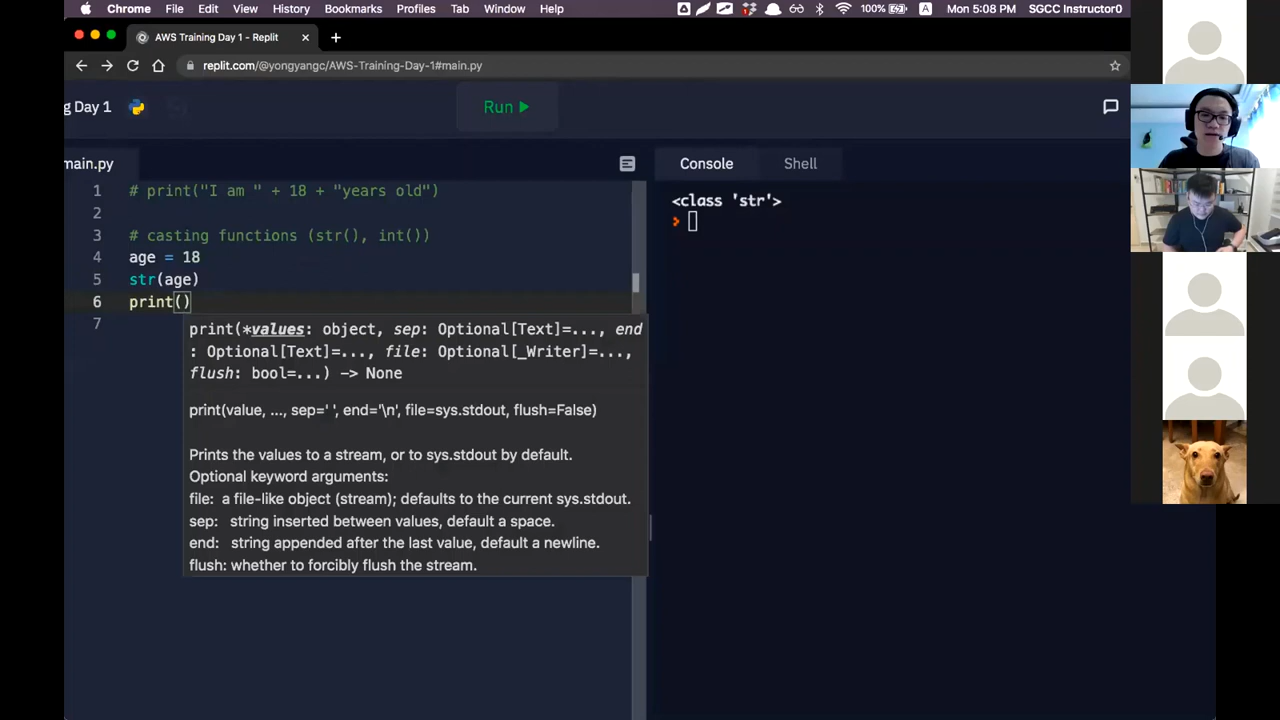 Chrome File Edit View History Bookmarks Profiles Tab Window Help 100% A Mon 5:08 PM SGCC Instructor0
AWS Training Day 1 - Replit
replit.com/@yongyangc/AWS-Training-Day-1#main.py
g Day 1 Run
main.py
Console Shell
1 # print("I am " + 18 + "years old")
2
3 # casting functions (str(), int())
4 age = 18
5 str(age)
6 print()
7
print(*values: object, sep: Optional[Text]=..., end
: Optional[Text]=..., file: Optional[_Writer]=...,
flush: bool=...) -> None
print(value, ..., sep=' ', end='\n', file=sys.stdout, flush=False)
Prints the values to a stream, or to sys.stdout by default.
Optional keyword arguments:
file: a file-like object (stream); defaults to the current sys.stdout.
sep: string inserted between values, default a space.
end: string appended after the last value, default a newline.
flush: whether to forcibly flush the stream.
<class 'str'>